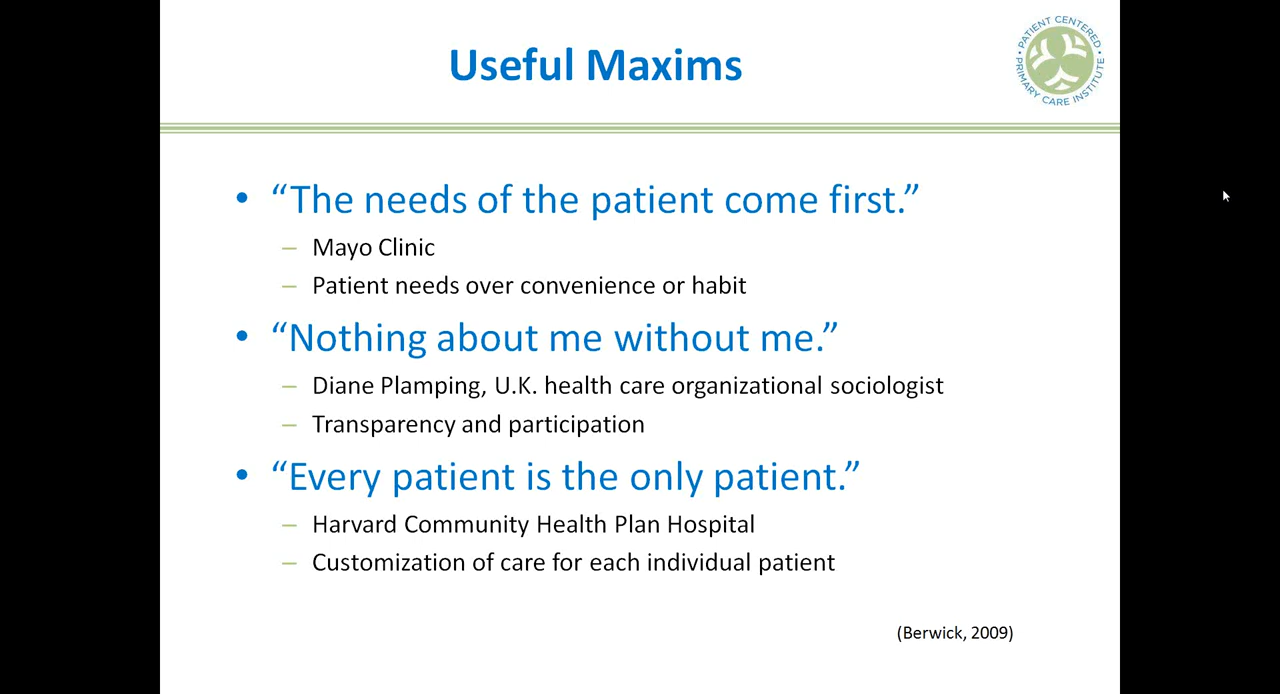 Useful Maxims
PATIENT CENTERED
PRIMARY CARE INSTITUTE
• “The needs of the patient come first.”
– Mayo Clinic
– Patient needs over convenience or habit
• “Nothing about me without me.”
– Diane Plamping, U.K. health care organizational sociologist
– Transparency and participation
• “Every patient is the only patient.”
– Harvard Community Health Plan Hospital
– Customization of care for each individual patient
(Berwick, 2009)